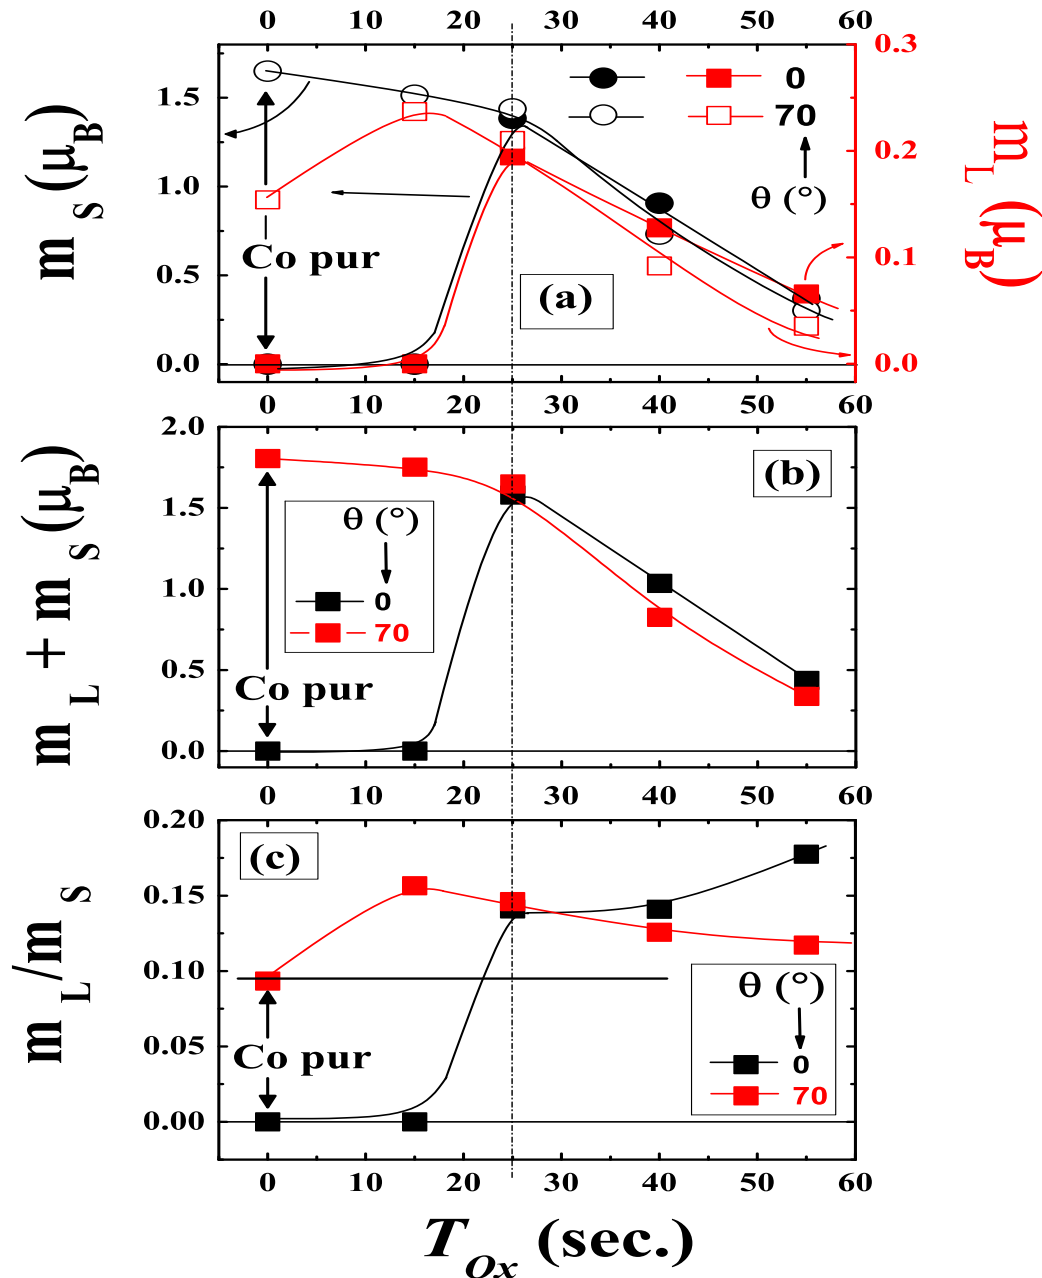 0 10 20 30 40 50 60
1.5
1.0
0.5
0.0
m_S (μ_B)
0.3
0.2
0.1
0.0
m_L (μ_B)
0
70
θ (°)
Co pur
(a)
0 10 20 30 40 50 60
2.0
1.5
1.0
0.5
0.0
m_L + m_S (μ_B)
(b)
θ (°)
0
70
Co pur
0 10 20 30 40 50 60
0.20
0.15
0.10
0.05
0.00
m_L/m_S
(c)
Co pur
θ (°)
0
70
0 10 20 30 40 50 60
T_Ox (sec.)